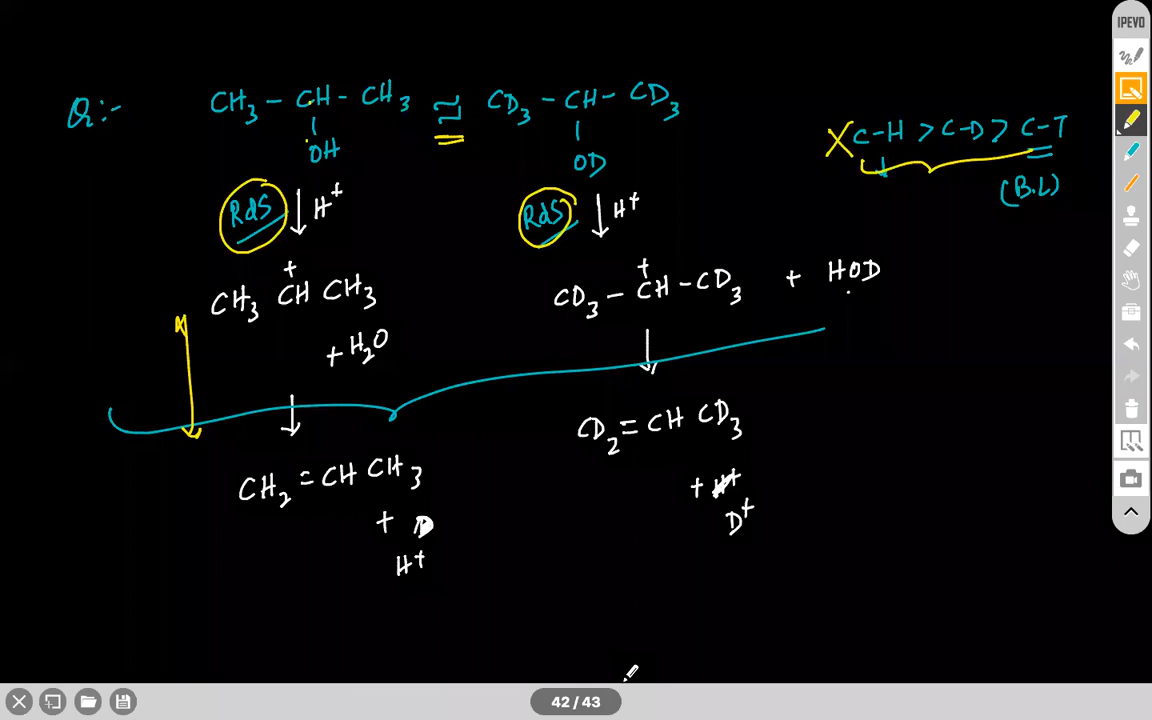 IPEVO
Q:- CH3 - CH - CH3 ≅ CD3 - CH - CD3
OH OD
C-H > C-D > C-T
(B.L)
RdS H+ RdS H+
+ +
CH3 CH CH3 CD3 - CH - CD3 + HOD
+ H2O
CD2 = CH CD3
CH2 = CH CH3 +
+ D+
H+
42 / 43